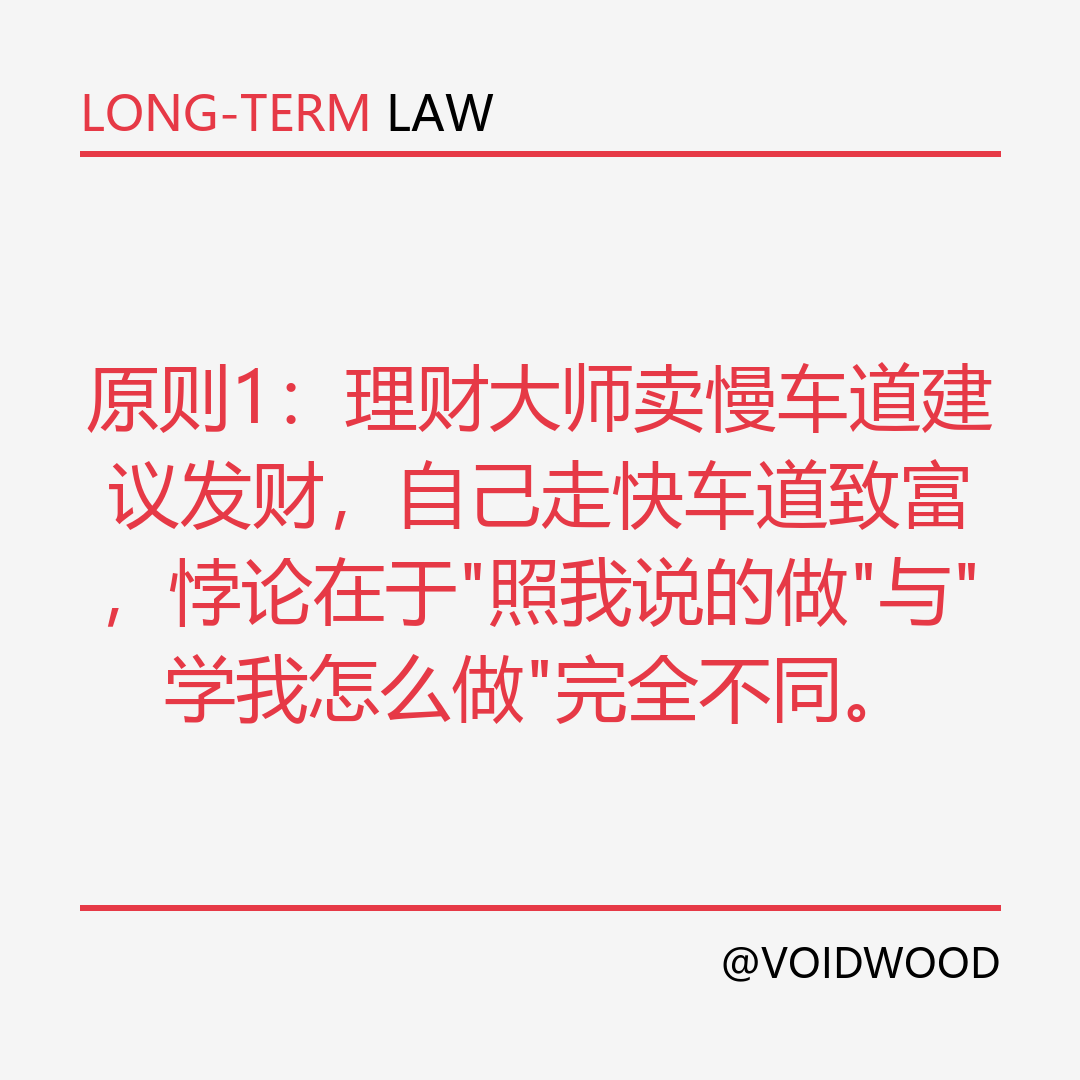 LONG-TERM LAW
原则1：理财大师卖慢车道建
议发财，自己走快车道致富
，悖论在于"照我说的做"与"
学我怎么做"完全不同。
@VOIDWOOD